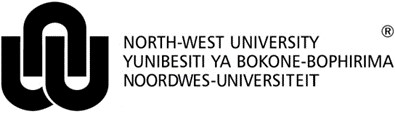 NORTH-WEST UNIVERSITY ®
YUNIBESITI YA BOKONE-BOPHIRIMA
NOORDWES-UNIVERSITEIT